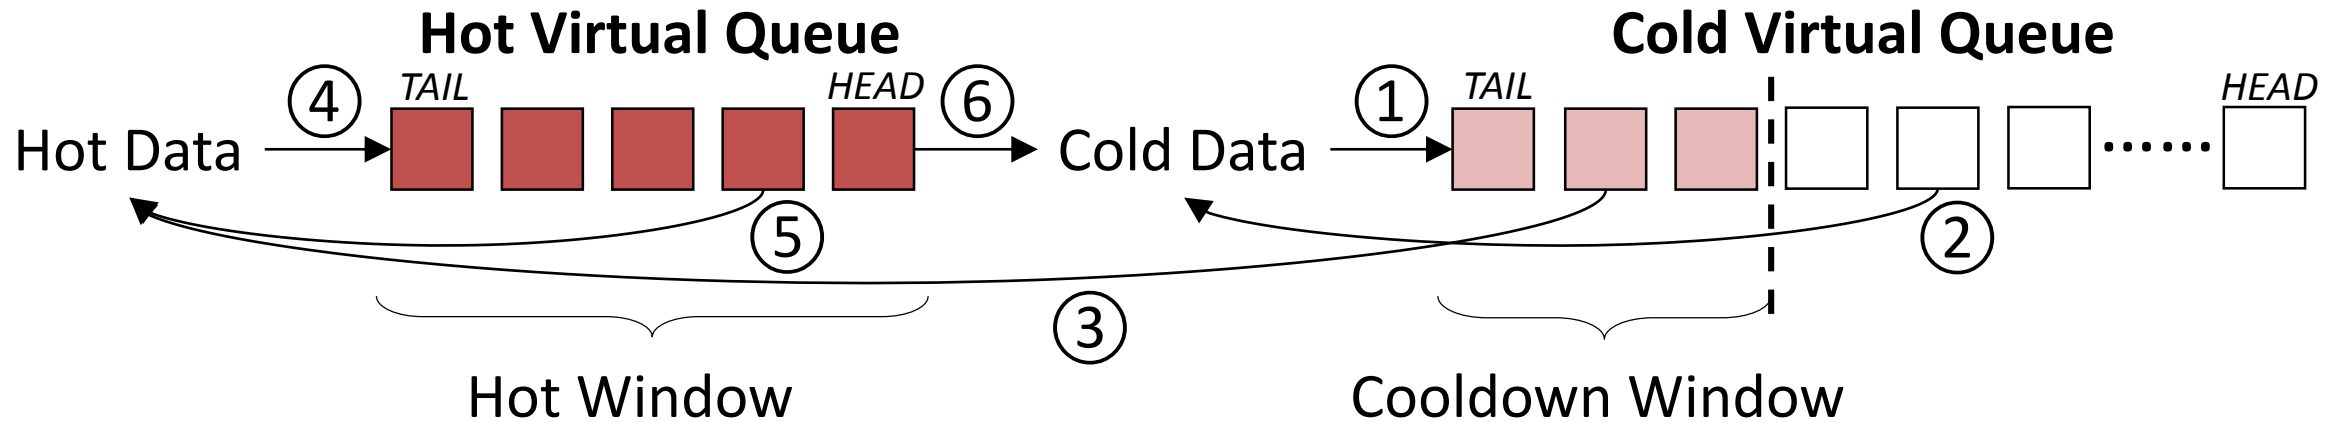 Hot Virtual Queue
Cold Virtual Queue
④ TAIL HEAD ⑥ ① TAIL HEAD
Hot Data
Cold Data
⑤
②
③
Hot Window
Cooldown Window